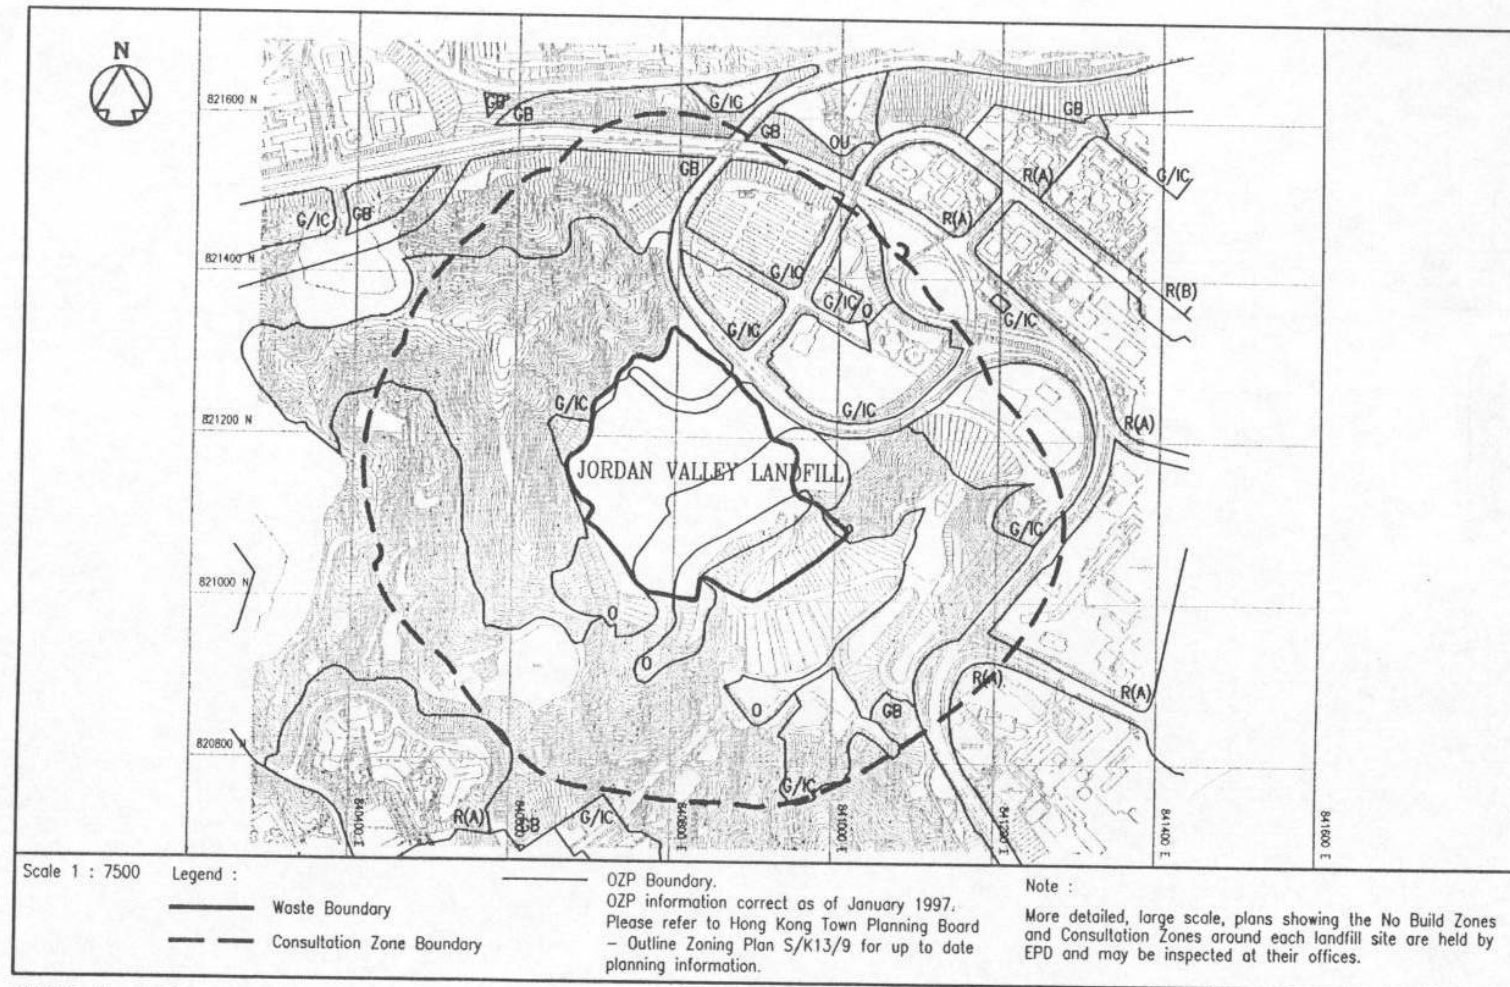 N
821600 N
GB
GB
G/IC
GB
GB
OU
GB
R(A)
G/IC
G/IC
GB
R(A)
821400 N
G/IC
G/IC
O
R(B)
G/IC
G/IC
G/IC
G/IC
821200 N
R(A)
JORDAN VALLEY LANDFILL
O
G/IC
821000 N
O
O
R(A)
R(A)
O
GB
820800 N
G/IC
R(A)
GB
G/IC
840400 E
840800 E
841000 E
841200 E
841400 E
841600 E
Scale 1 : 7500
Legend :
Waste Boundary
Consultation Zone Boundary
OZP Boundary.
OZP information correct as of January 1997.
Please refer to Hong Kong Town Planning Board
– Outline Zoning Plan S/K13/9 for up to date
planning information.
Note :
More detailed, large scale, plans showing the No Build Zones
and Consultation Zones around each landfill site are held by
EPD and may be inspected at their offices.